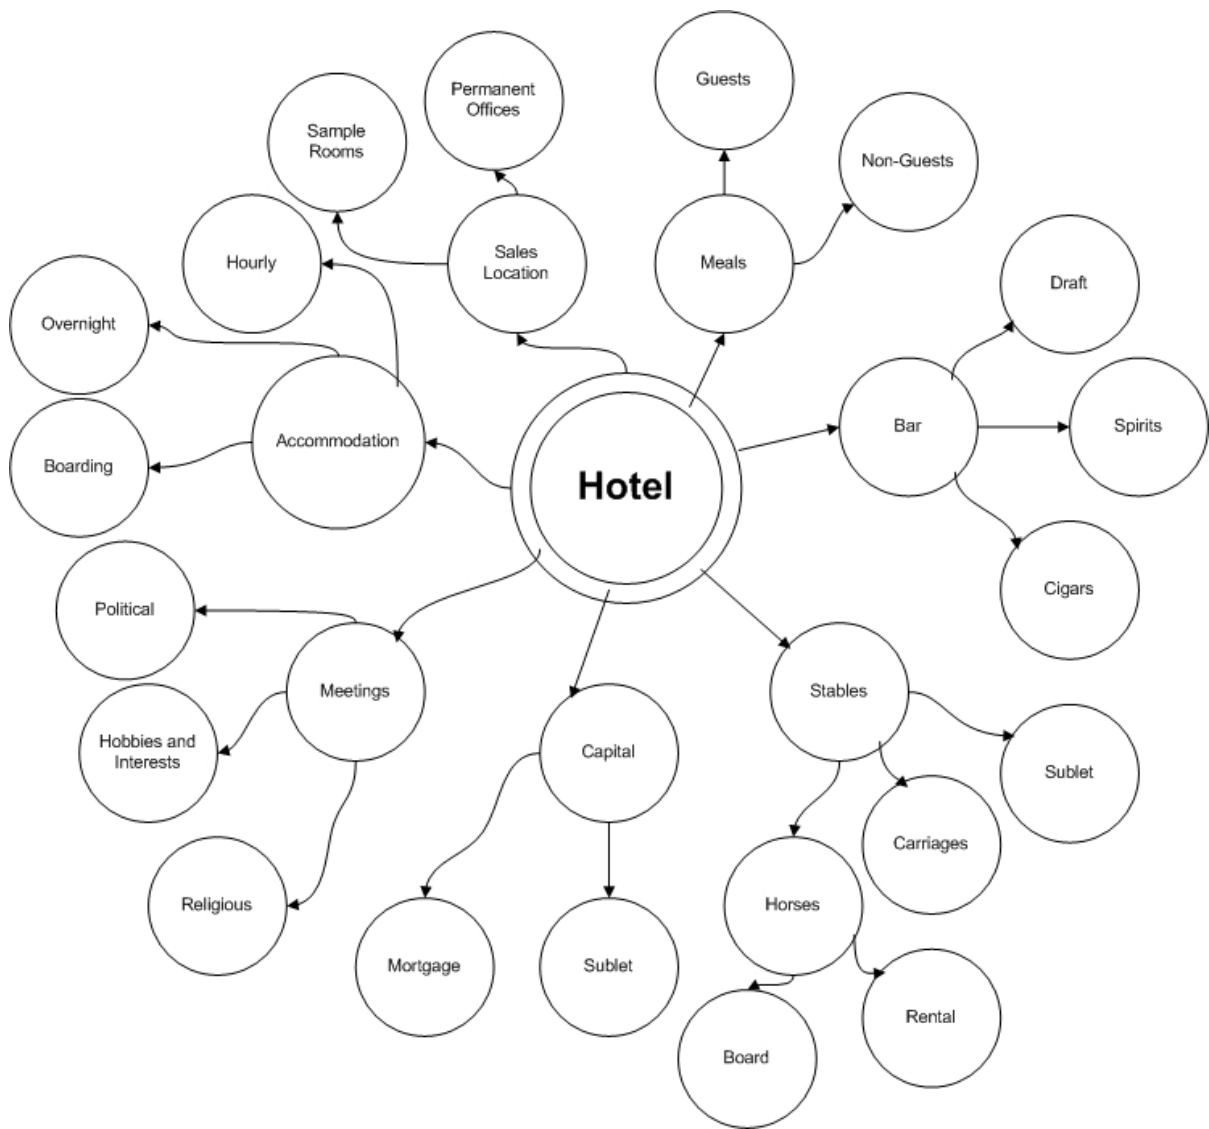 Guests
Permanent
Offices
Sample
Rooms
Non-Guests
Hourly
Sales
Location
Meals
Draft
Overnight
Bar
Spirits
Accommodation
Boarding
Hotel
Cigars
Political
Meetings
Stables
Hobbies and
Interests
Capital
Sublet
Carriages
Religious
Horses
Mortgage
Sublet
Rental
Board